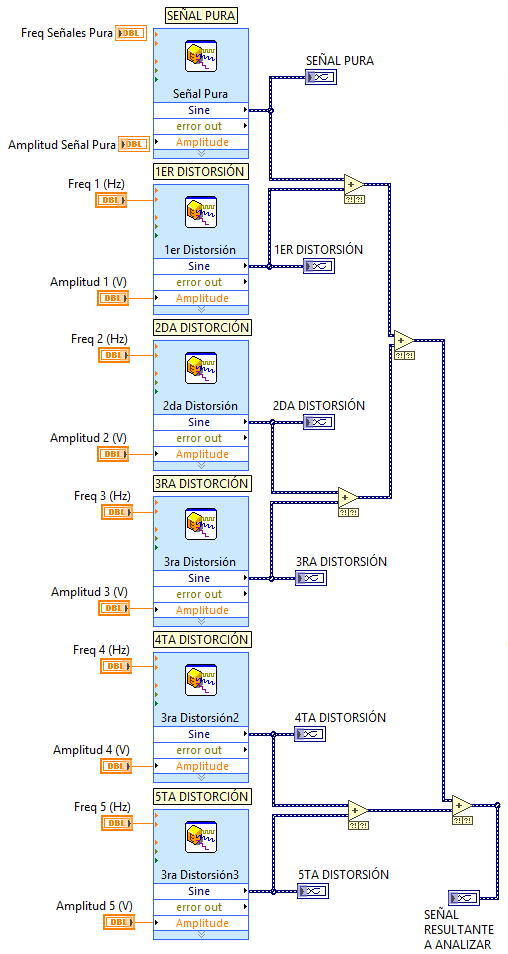 SEÑAL PURA
Freq Señales Pura
DBL
Señal Pura
SEÑAL PURA
Sine
error out
Amplitud Señal Pura
DBL
Amplitude
1ER DISTORSIÓN
Freq 1 (Hz)
DBL
?!
?!
1er Distorsión
1ER DISTORSIÓN
Sine
error out
Amplitud 1 (V)
DBL
Amplitude
2DA DISTORCIÓN
Freq 2 (Hz)
DBL
?!
?!
2da Distorsión
2DA DISTORSIÓN
Sine
error out
Amplitud 2 (V)
DBL
Amplitude
3RA DISTORCIÓN
Freq 3 (Hz)
DBL
?!
?!
3ra Distorsión
3RA DISTORSIÓN
Sine
error out
Amplitud 3 (V)
DBL
Amplitude
4TA DISTORCIÓN
Freq 4 (Hz)
DBL
3ra Distorsión2
4TA DISTORSIÓN
Sine
error out
Amplitud 4 (V)
DBL
Amplitude
5TA DISTORCIÓN
Freq 5 (Hz)
DBL
?!
?!
?!
?!
3ra Distorsión3
5TA DISTORSIÓN
Sine
error out
Amplitud 5 (V)
DBL
Amplitude
SEÑAL
RESULTANTE
A ANALIZAR